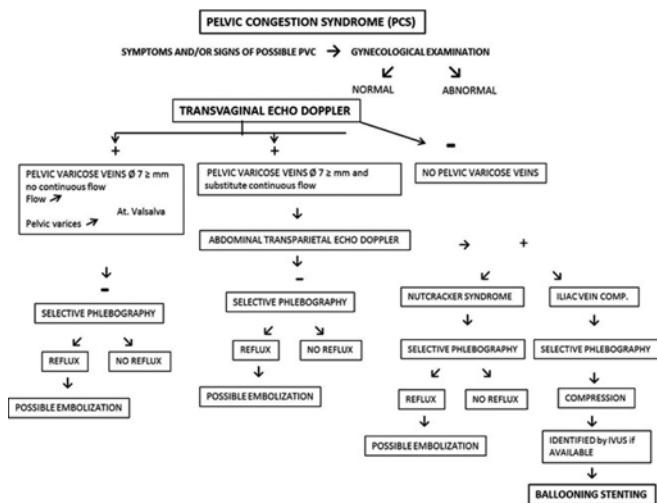 PELVIC CONGESTION SYNDROME (PCS)
SYMPTOMS AND/OR SIGNS OF POSSIBLE PVC → GYNECOLOGICAL EXAMINATION
NORMAL
ABNORMAL
TRANSVAGINAL ECHO DOPPLER
+
+
-
PELVIC VARICOSE VEINS Ø 7 ≥ mm
no continuous flow
Flow ↗
At. Valsalva
Pelvic varices ↗
PELVIC VARICOSE VEINS Ø 7 ≥ mm and
substitute continuous flow
NO PELVIC VARICOSE VEINS
ABDOMINAL TRANSPARIETAL ECHO DOPPLER
→ +
-
-
SELECTIVE PHLEBOGRAPHY
REFLUX
NO REFLUX
POSSIBLE EMBOLIZATION
SELECTIVE PHLEBOGRAPHY
REFLUX
NO REFLUX
POSSIBLE EMBOLIZATION
NUTCRACKER SYNDROME
SELECTIVE PHLEBOGRAPHY
REFLUX
NO REFLUX
POSSIBLE EMBOLIZATION
ILIAC VEIN COMP.
SELECTIVE PHLEBOGRAPHY
COMPRESSION
IDENTIFIED by IVUS if
AVAILABLE
BALLOONING STENTING